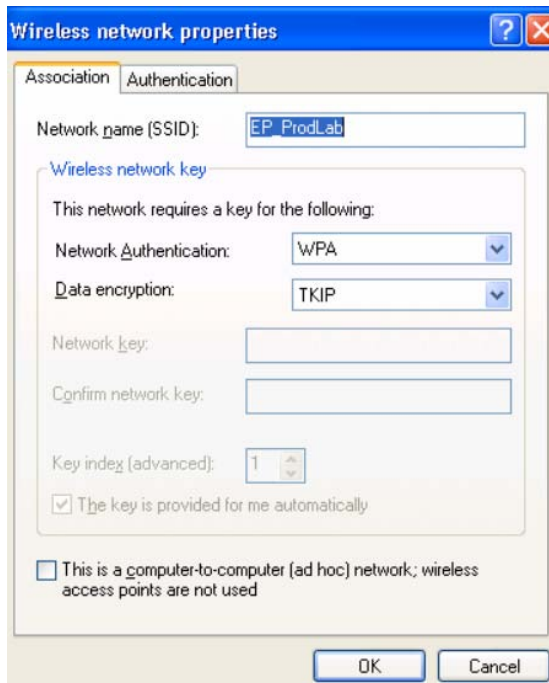 Wireless network properties
Association
Authentication
Network name (SSID):
EP_ProdLab
Wireless network key
This network requires a key for the following:
Network Authentication:
WPA
Data encryption:
TKIP
Network key:
Confirm network key:
Key index (advanced):
1
The key is provided for me automatically
This is a computer-to-computer (ad hoc) network; wireless
access points are not used
OK
Cancel